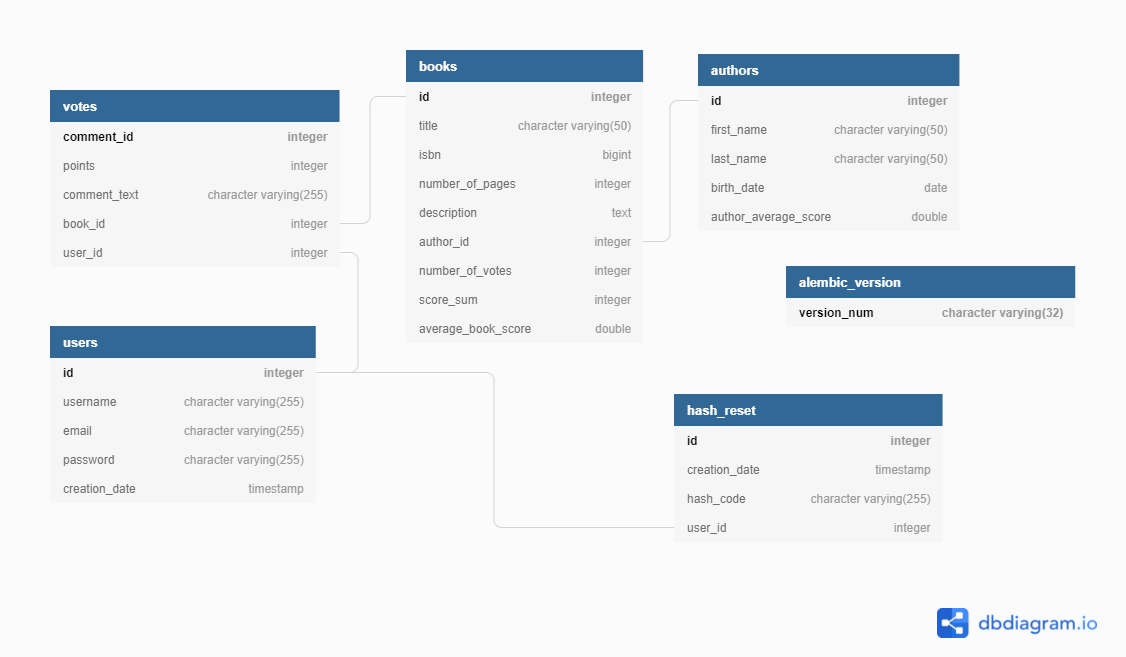 votes
comment_id integer
points integer
comment_text character varying(255)
book_id integer
user_id integer
books
id integer
title character varying(50)
isbn bigint
number_of_pages integer
description text
author_id integer
number_of_votes integer
score_sum integer
average_book_score double
authors
id integer
first_name character varying(50)
last_name character varying(50)
birth_date date
author_average_score double
alembic_version
version_num character varying(32)
users
id integer
username character varying(255)
email character varying(255)
password character varying(255)
creation_date timestamp
hash_reset
id integer
creation_date timestamp
hash_code character varying(255)
user_id integer
dbdiagram.io